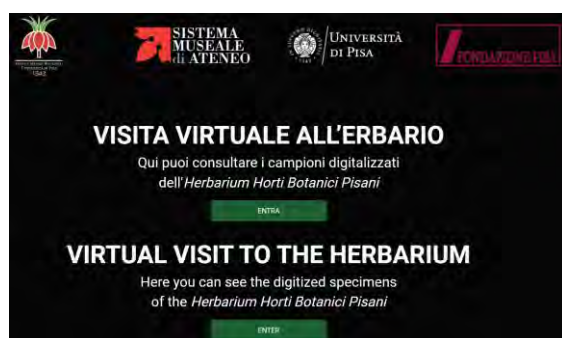 SISTEMA
MUSEALE
di ATENEO
UNIVERSITÀ
DI PISA
FONDAZIONE PISA
VISITA VIRTUALE ALL'ERBARIO
Qui puoi consultare i campioni digitalizzati
dell'Herbarium Horti Botanici Pisani
ENTRA
VIRTUAL VISIT TO THE HERBARIUM
Here you can see the digitized specimens
of the Herbarium Horti Botanici Pisani
ENTER